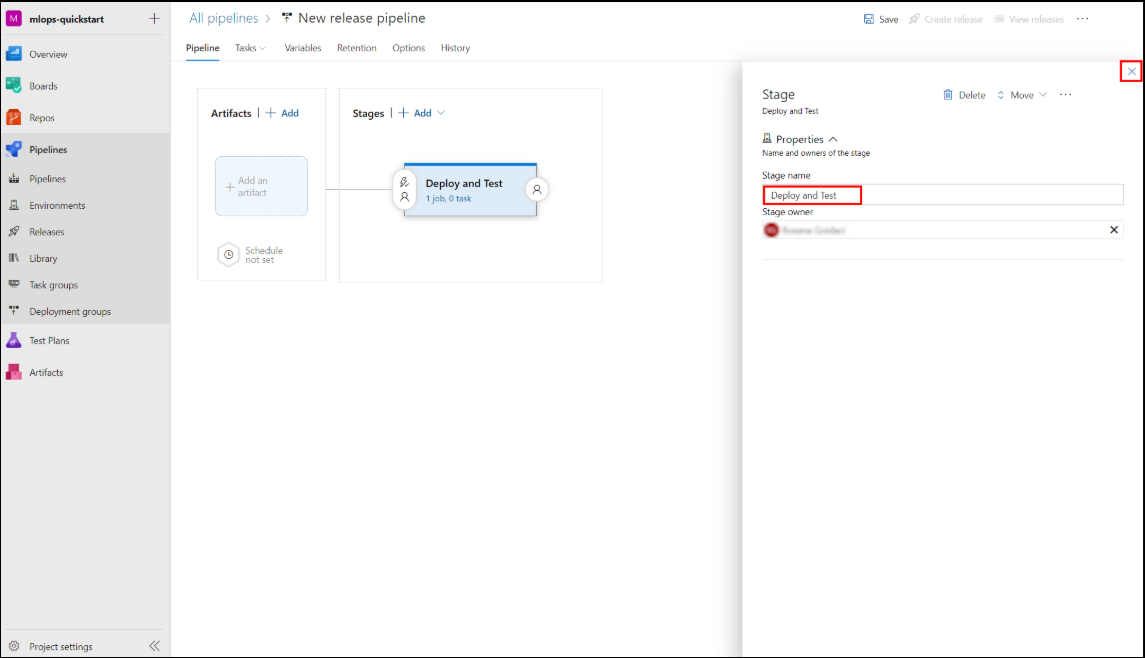 M mlops-quickstart
All pipelines > New release pipeline
Save Create release View releases
Pipeline Tasks Variables Retention Options History
Overview
Boards
Repos
Pipelines
Pipelines
Environments
Releases
Library
Task groups
Deployment groups
Test Plans
Artifacts
Project settings
Artifacts | + Add
+ Add an
artifact
Schedule
not set
Stages | + Add
Deploy and Test
1 job, 0 task
Stage
Delete Move
Deploy and Test
Properties
Name and owners of the stage
Stage name
Deploy and Test
Stage owner